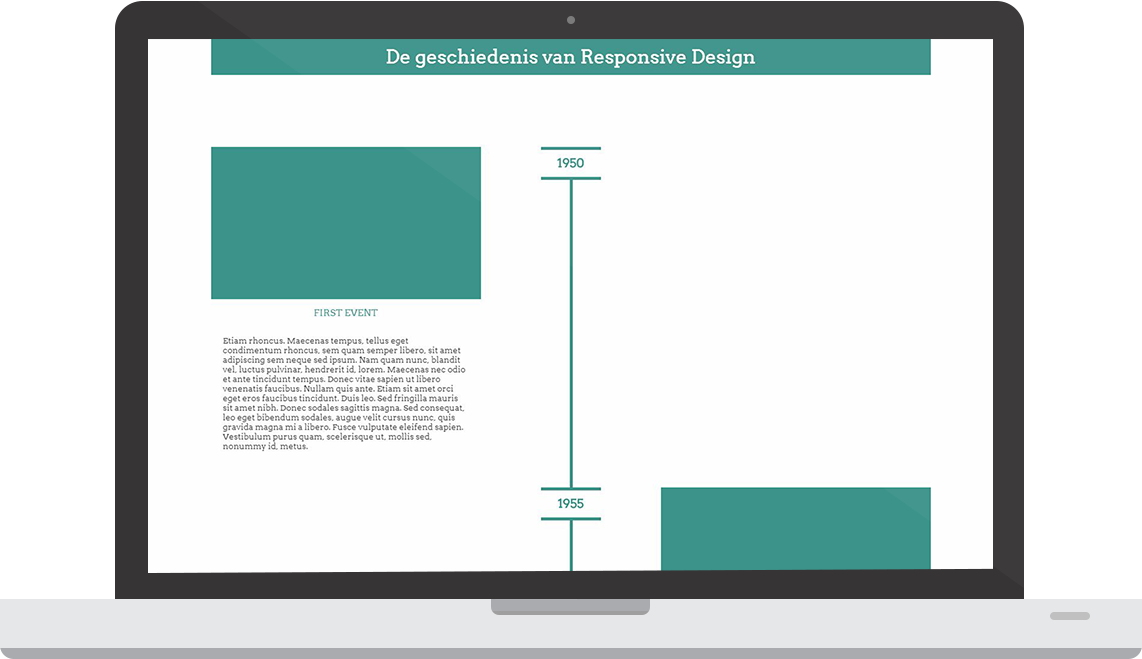 De geschiedenis van Responsive Design
1950
FIRST EVENT
Etiam rhoncus. Maecenas tempus, tellus eget
condimentum rhoncus, sem quam semper libero, sit amet
adipiscing sem neque sed ipsum. Nam quam nunc, blandit
vel, luctus pulvinar, hendrerit id, lorem. Maecenas nec odio
et ante tincidunt tempus. Donec vitae sapien ut libero
venenatis faucibus. Nullam quis ante. Etiam sit amet orci
eget eros faucibus tincidunt. Duis leo. Sed fringilla mauris
sit amet nibh. Donec sodales sagittis magna. Sed consequat,
leo eget bibendum sodales, augue velit cursus nunc, quis
gravida magna mi a libero. Fusce vulputate eleifend sapien.
Vestibulum purus quam, scelerisque ut, mollis sed,
nonummy id, metus.
1955